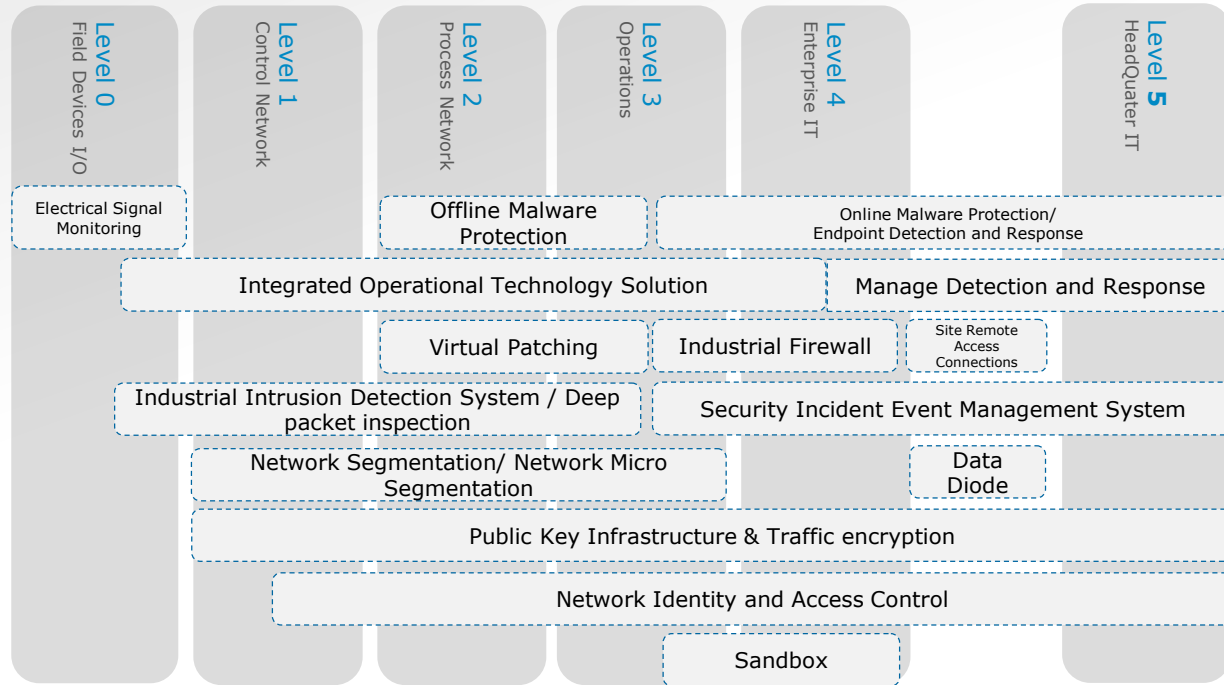 Level 0
Field Devices I/O
Level 1
Control Network
Level 2
Process Network
Level 3
Operations
Level 4
Enterprise IT
Level 5
HeadQuater IT
Electrical Signal
Monitoring
Offline Malware
Protection
Online Malware Protection/
Endpoint Detection and Response
Integrated Operational Technology Solution
Manage Detection and Response
Virtual Patching
Industrial Firewall
Site Remote
Access
Connections
Industrial Intrusion Detection System / Deep
packet inspection
Security Incident Event Management System
Network Segmentation/ Network Micro
Segmentation
Data
Diode
Public Key Infrastructure & Traffic encryption
Network Identity and Access Control
Sandbox